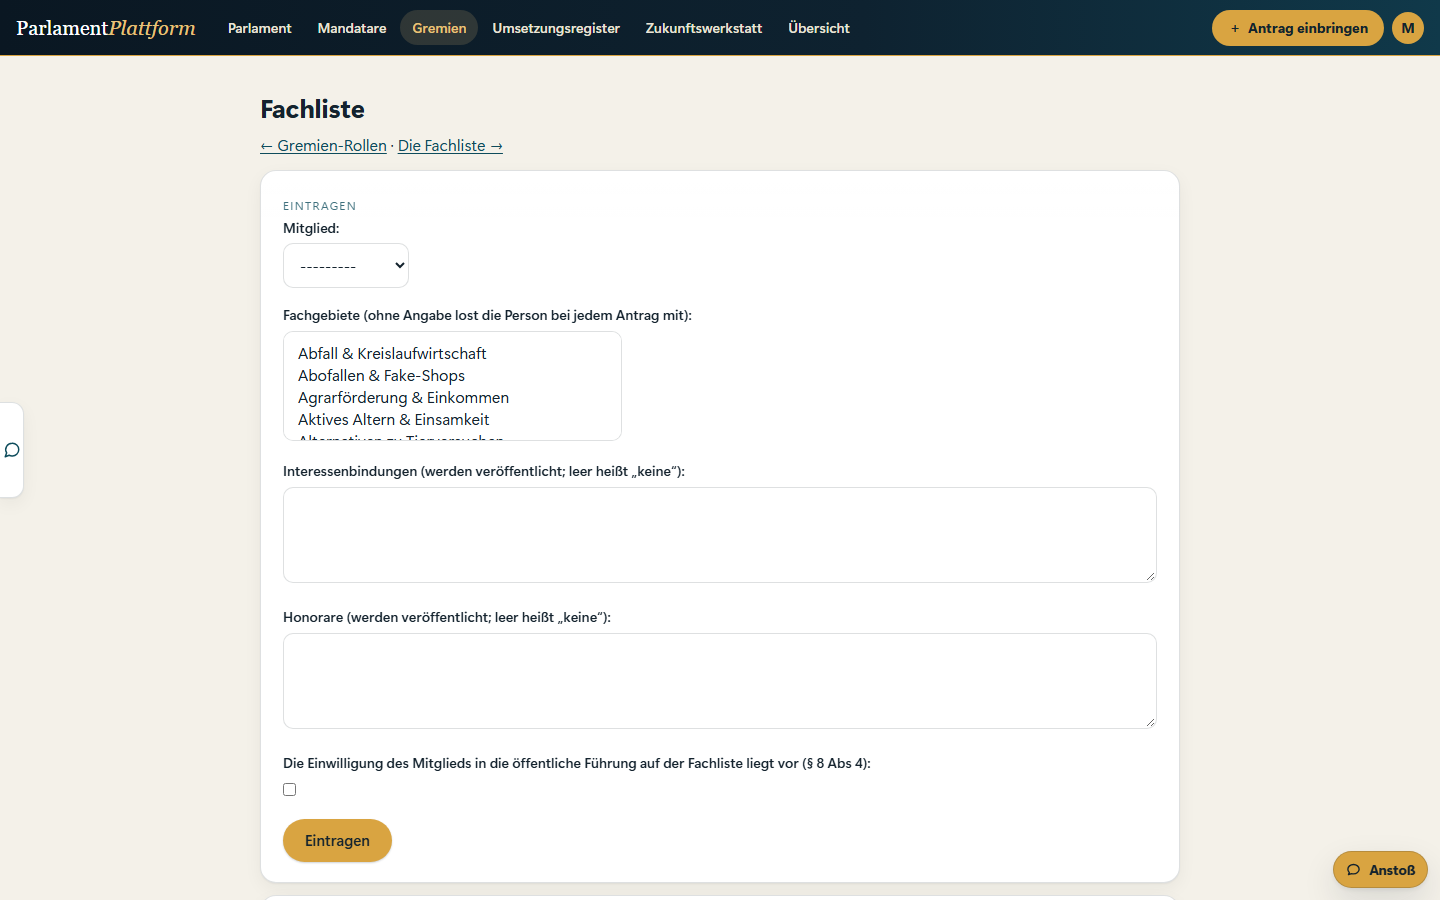 ParlamentPlattform
Parlament
Mandatare
Gremien
Umsetzungsregister
Zukunftswerkstatt
Übersicht
+ Antrag einbringen
M
Fachliste
← Gremien-Rollen · Die Fachliste →
EINTRAGEN
Mitglied:
---------
Fachgebiete (ohne Angabe lost die Person bei jedem Antrag mit):
Abfall & Kreislaufwirtschaft
Abofallen & Fake-Shops
Agrarförderung & Einkommen
Aktives Altern & Einsamkeit
Alternativen zu Tierversuchen
Interessenbindungen (werden veröffentlicht; leer heißt „keine“):
Honorare (werden veröffentlicht; leer heißt „keine“):
Die Einwilligung des Mitglieds in die öffentliche Führung auf der Fachliste liegt vor (§ 8 Abs 4):
Eintragen
Anstoß